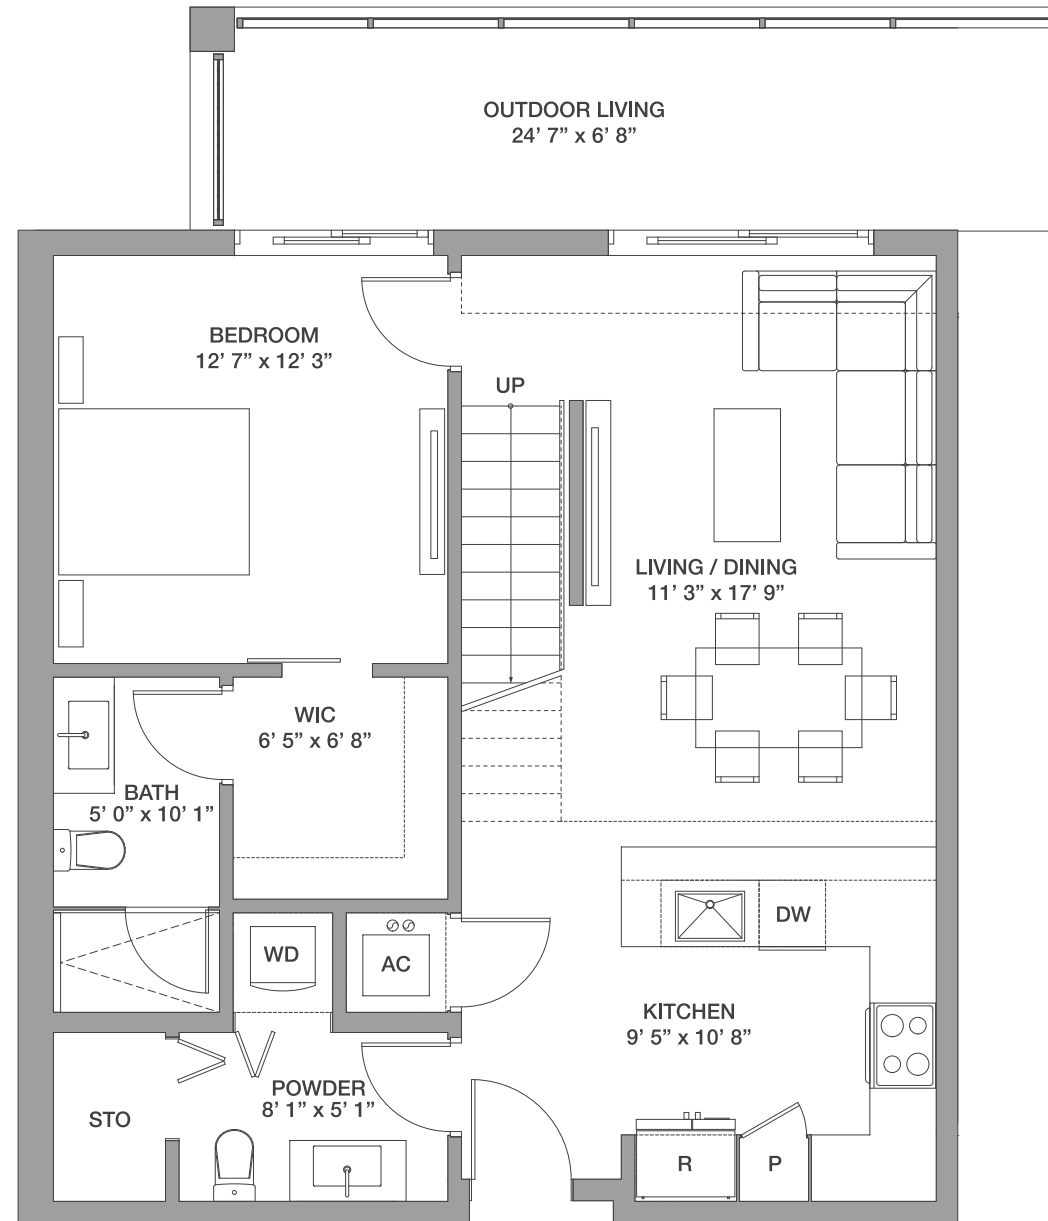 OUTDOOR LIVING
24’ 7” x 6’ 8”
BEDROOM
12’ 7” x 12’ 3”
UP
LIVING / DINING
11’ 3” x 17’ 9”
WIC
6’ 5” x 6’ 8”
BATH
5’ 0” x 10’ 1”
DW
WD
AC
KITCHEN
9’ 5” x 10’ 8”
POWDER
8’ 1” x 5’ 1”
STO
R
P